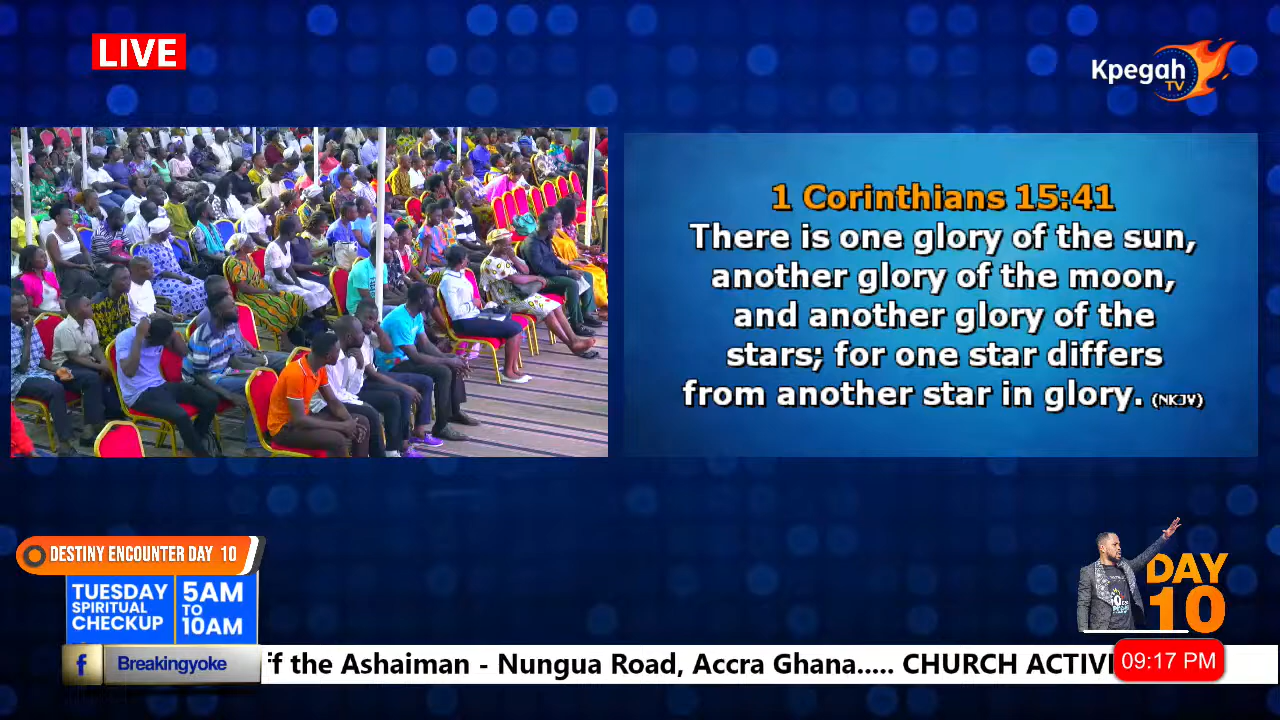 LIVE
Kpegah
TV
1 Corinthians 15:41
There is one glory of the sun,
another glory of the moon,
and another glory of the
stars; for one star differs
from another star in glory. (NKJV)
DESTINY ENCOUNTER DAY 10
TUESDAY
SPIRITUAL
CHECKUP
5AM
TO
10AM
DAY
10
f Breakingyoke
ff the Ashaiman - Nungua Road, Accra Ghana..... CHURCH ACTIVI
09:17 PM